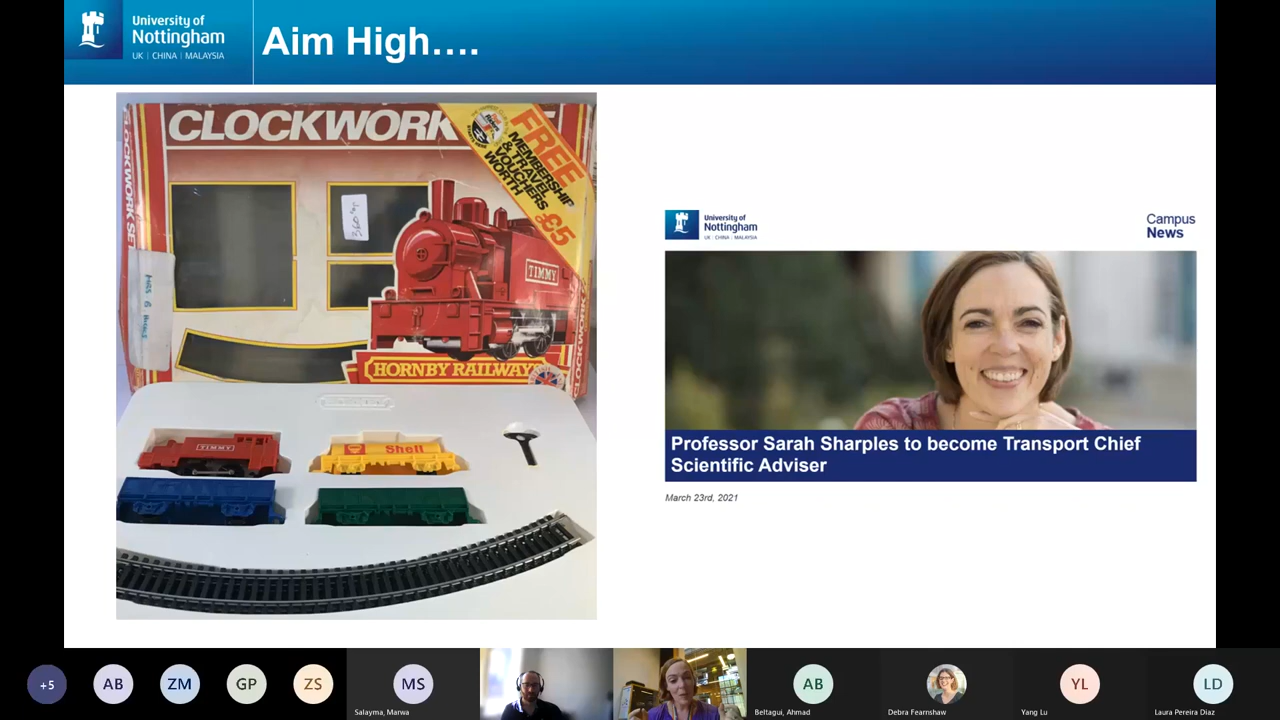 University of
Nottingham
UK | CHINA | MALAYSIA
Aim High....
CLOCKWORK
FREE
MEMBERSHIP
& TRAVEL
VOUCHERS
WORTH
£5
CLOCKWORK SET
TIMMY
HORNBY RAILWAYS
CLOCKWORK
TIMMY
Shell
University of
Nottingham
UK | CHINA | MALAYSIA
Campus
News
Professor Sarah Sharples to become Transport Chief
Scientific Adviser
March 23rd, 2021
+5
AB
ZM
GP
ZS
MS
Salayma, Marwa
AB
Beltagui, Ahmad
Debra Fearnshaw
YL
Yang Lu
LD
Laura Pereira Diaz